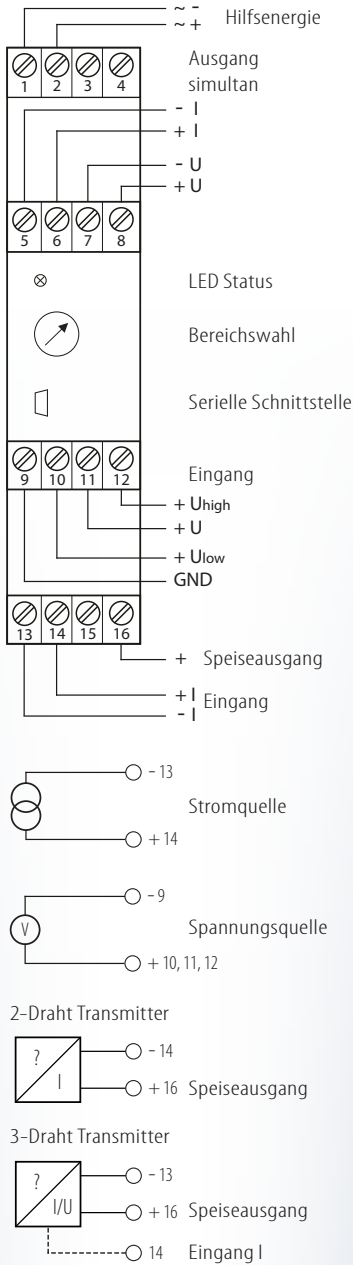 ~ -
~ + Hilfsenergie
1 2 3 4
Ausgang
simultan
- I
+ I
- U
+ U
5 6 7 8
LED Status
Bereichswahl
Serielle Schnittstelle
9 10 11 12
Eingang
+ Uhigh
+ U
+ Ulow
GND
13 14 15 16
+ Speiseausgang
+ I
- I Eingang
- 13
Stromquelle
+ 14
- 9
V
Spannungsquelle
+ 10, 11, 12
2-Draht Transmitter
? - 14
I + 16 Speiseausgang
3-Draht Transmitter
? - 13
I/U + 16 Speiseausgang
14 Eingang I